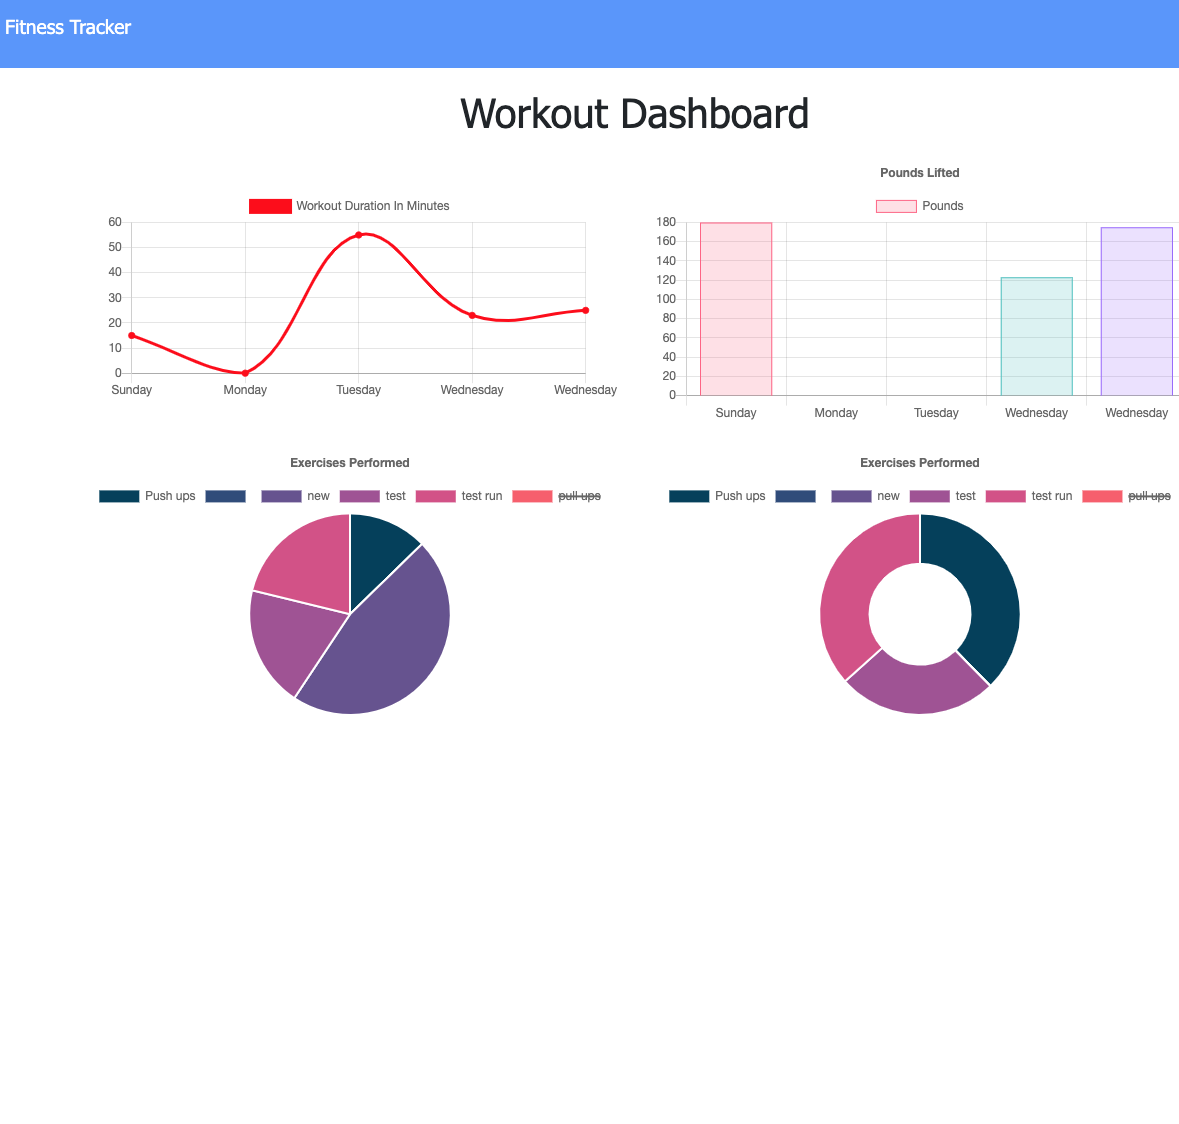 Fitness Tracker
Workout Dashboard
Workout Duration In Minutes
60
50
40
30
20
10
0
Sunday Monday Tuesday Wednesday Wednesday
Pounds Lifted
Pounds
180
160
140
120
100
80
60
40
20
0
Sunday Monday Tuesday Wednesday Wednesday
Exercises Performed
Push ups new test test run pull ups
Exercises Performed
Push ups new test test run pull ups